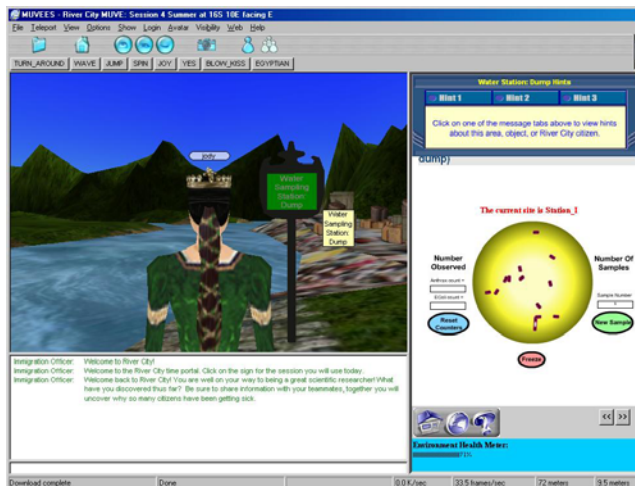 MUVEES - River City MUVE: Session 4 Summer at 16S 10E facing E
File Teleport View Options Show Login Avatar Visibility Web Help
TURN_AROUND WAVE JUMP SPIN JOY YES BLOW_KISS EGYPTIAN
jody
Water
Sampling
Station:
Dump
Water
Sampling
Station:
Dump
Immigration Officer: Welcome to River City!
Immigration Officer: Welcome to the River City time portal. Click on the sign for the session you will use today.
Immigration Officer: Welcome back to River City! You are well on your way to being a great scientific researcher! What
have you discovered thus far? Be sure to share information with your teammates, together you will
uncover why so many citizens have been getting sick.
Water Station: Dump Hints
Hint 1 Hint 2 Hint 3
Click on one of the message tabs above to view hints
about this area, object, or River City citizen.
dump)
The current site is Station_1
Number
Observed
Reset
Counters
Number Of
Samples
Sample Number
New Sample
Freeze
<< >>
Environment Health Meter:
71%
Download complete Done 0.0 K/sec 33.5 frames/sec 72 meters 9.5 meters